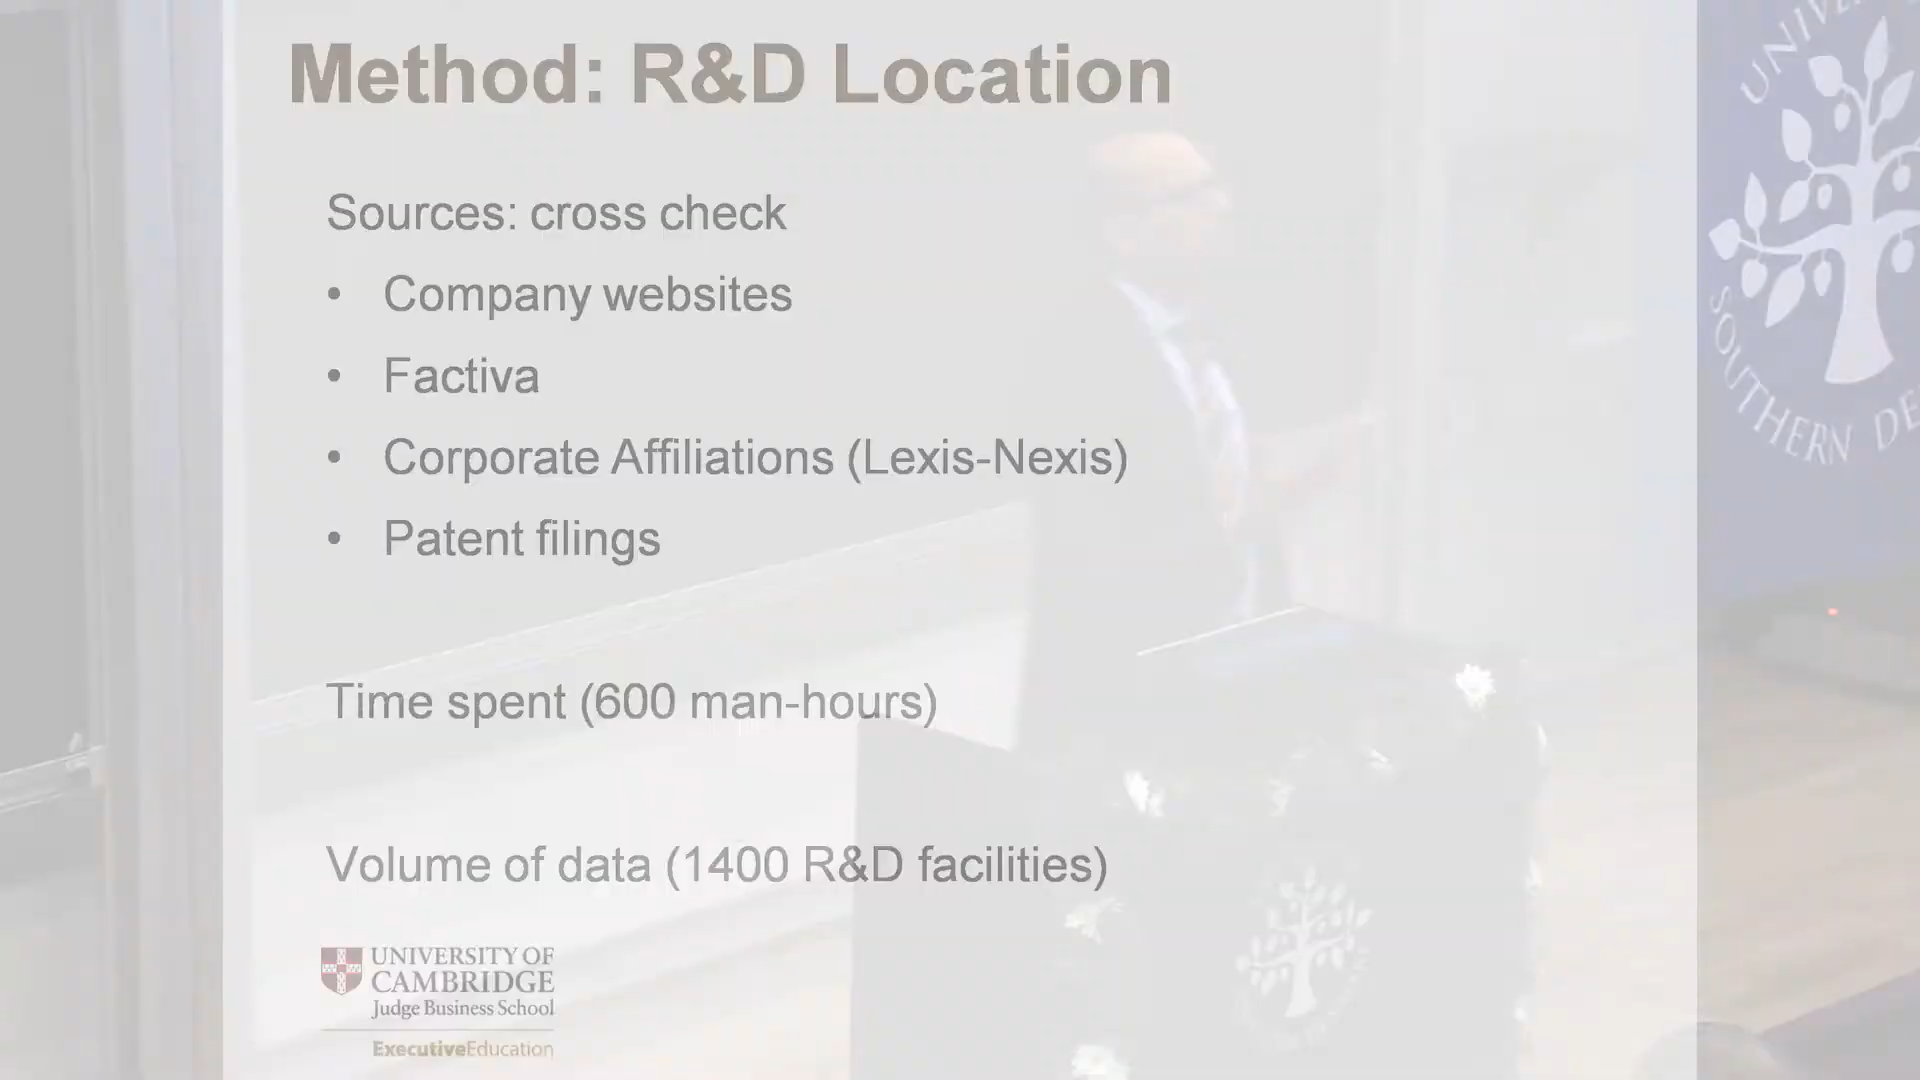 Method: R&D Location
Sources: cross check
• Company websites
• Factiva
• Corporate Affiliations (Lexis-Nexis)
• Patent filings
Time spent (600 man-hours)
Volume of data (1400 R&D facilities)
UNIVERSITY OF
CAMBRIDGE
Judge Business School
ExecutiveEducation
SOUTHERN